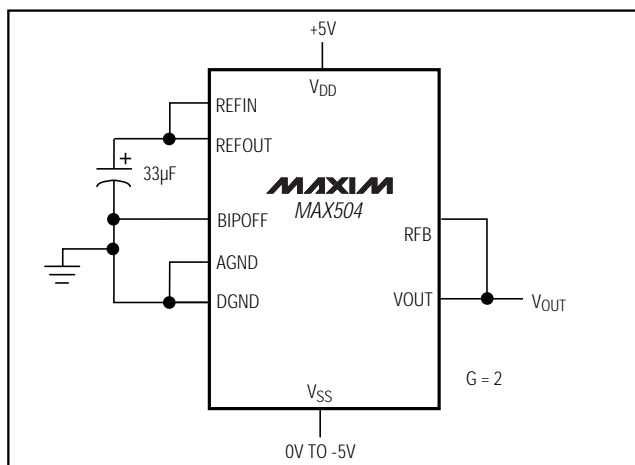 +5V
VDD
REFIN
REFOUT
+
33µF
MAXIM
MAX504
BIPOFF
RFB
AGND
DGND
VOUT
VOUT
G = 2
VSS
0V TO -5V